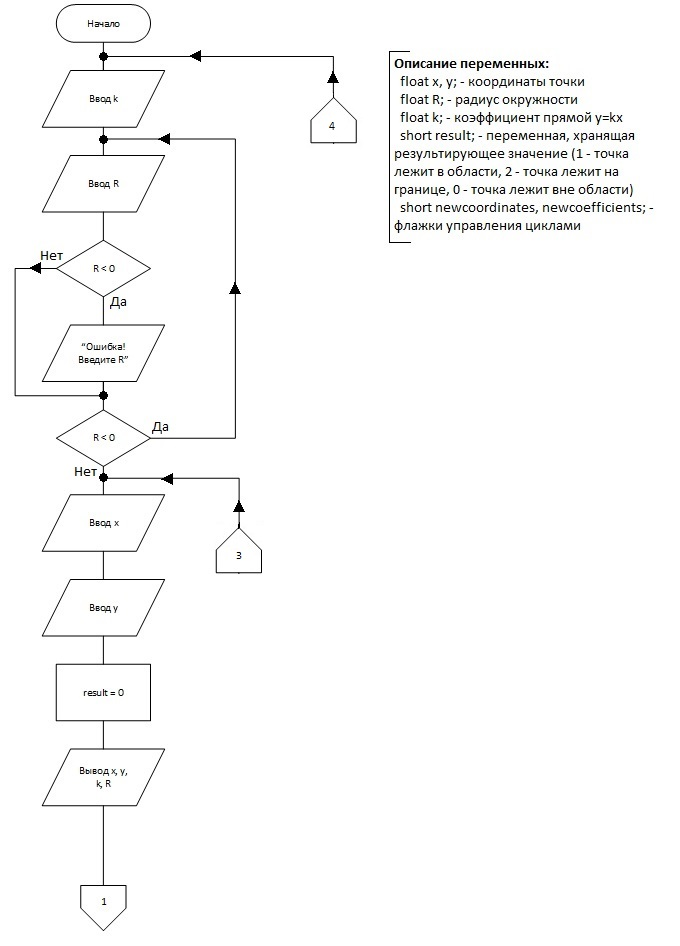 Начало
Ввод k
4
Описание переменных:
float x, y; - координаты точки
float R; - радиус окружности
float k; - коэффициент прямой y=kx
short result; - переменная, хранящая
результирующее значение (1 - точка
лежит в области, 2 - точка лежит на
границе, 0 - точка лежит вне области)
short newcoordinates, newcoefficients; -
флажки управления циклами
Ввод R
Нет
R < 0
Да
“Ошибка!
Введите R”
R < 0
Да
Нет
Ввод x
3
Ввод y
result = 0
Вывод x, y,
k, R
1